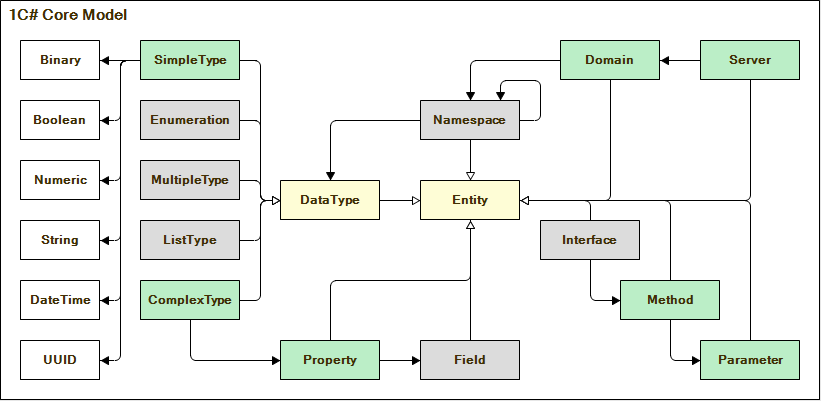 1C# Core Model
Binary
SimpleType
Domain
Server
Boolean
Enumeration
Namespace
Numeric
MultipleType
DataType
Entity
String
ListType
Interface
DateTime
ComplexType
Method
UUID
Property
Field
Parameter